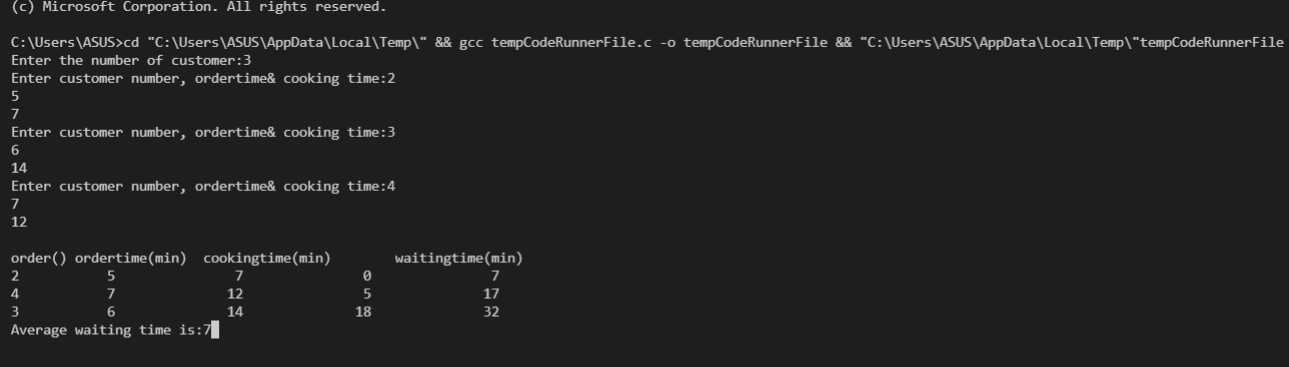 (c) Microsoft Corporation. All rights reserved.
C:\Users\ASUS>cd "C:\Users\ASUS\AppData\Local\Temp\" && gcc tempCodeRunnerFile.c -o tempCodeRunnerFile && "C:\Users\ASUS\AppData\Local\Temp\"tempCodeRunnerFile
Enter the number of customer:3
Enter customer number, ordertime& cooking time:2
5
7
Enter customer number, ordertime& cooking time:3
6
14
Enter customer number, ordertime& cooking time:4
7
12
order() ordertime(min)  cookingtime(min)        waitingtime(min)
2           5               7               0               7
4           7              12               5              17
3           6              14              18              32
Average waiting time is:7